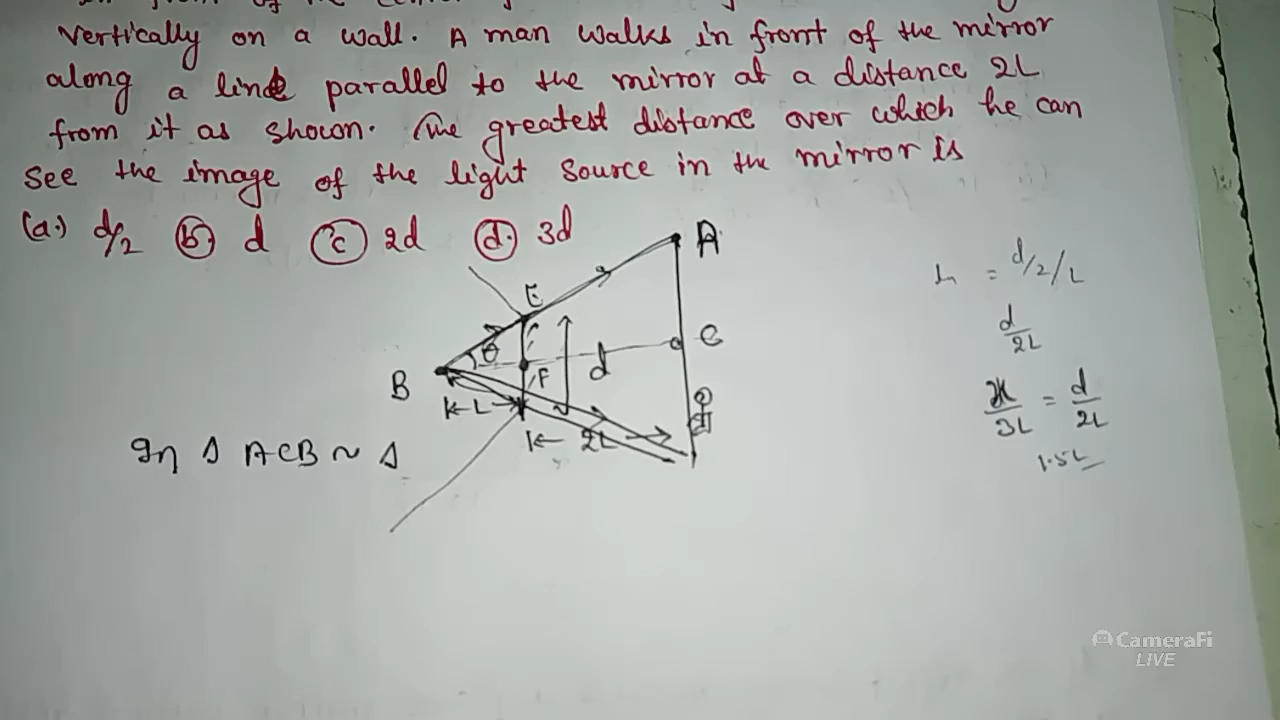 vertically on a wall. A man walks in front of the mirror
along a line parallel to the mirror at a distance 2L
from it as shown. The greatest distance over which he can
See the image of the light Source in the mirror is
(a.) d/2 (b.) d (c) 2d (d.) 3d
A
E
θ
d
C
F
B
K L
K 2L
In Δ ACB ~ Δ
= d/2/L
d/2L
x/3L = d/2L
1.5L
CameraFi
LIVE